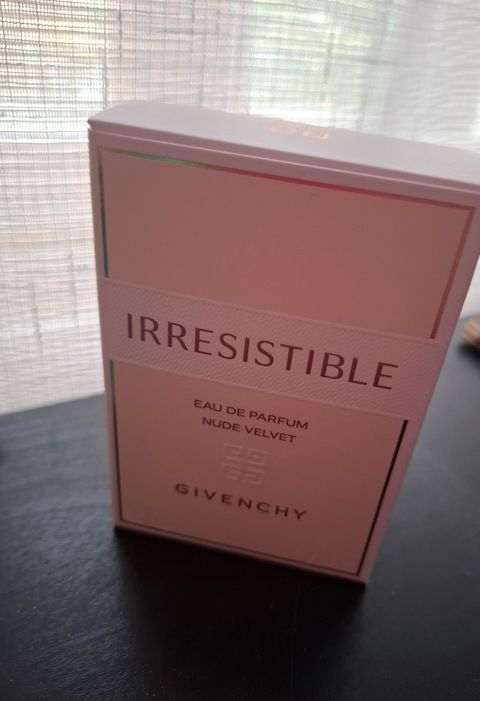 IRRESISTIBLE
EAU DE PARFUM
NUDE VELVET
GIVENCHY